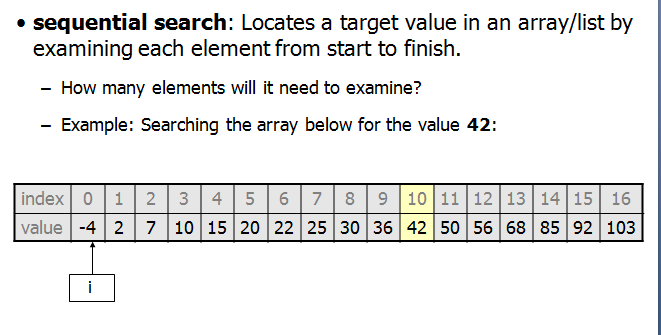 • sequential search: Locates a target value in an array/list by
examining each element from start to finish.
– How many elements will it need to examine?
– Example: Searching the array below for the value 42:
index 0 1 2 3 4 5 6 7 8 9 10 11 12 13 14 15 16
value -4 2 7 10 15 20 22 25 30 36 42 50 56 68 85 92 103
i